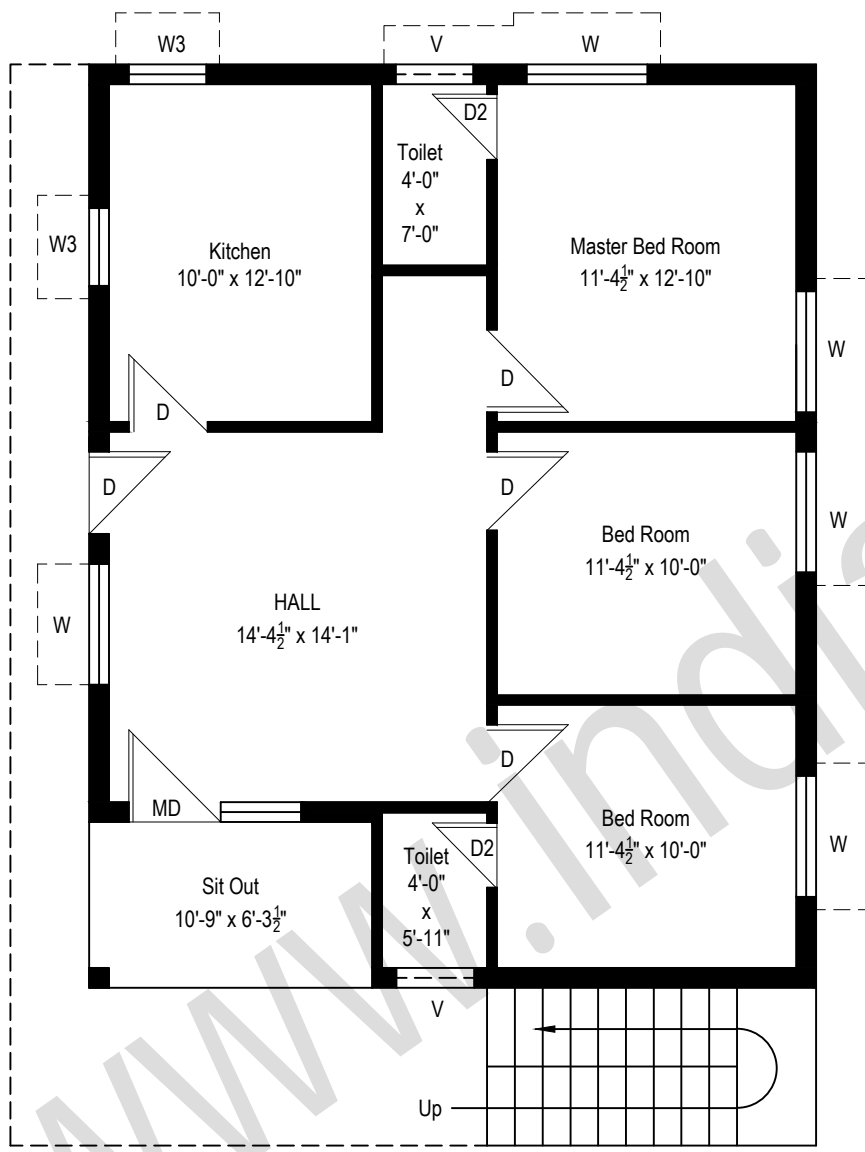 W3
V
W
D2
Toilet
4'-0"
x
7'-0"
W3
Kitchen
10'-0" x 12'-10"
Master Bed Room
11'-4½" x 12'-10"
W
D
D
D
D
Bed Room
11'-4½" x 10'-0"
W
HALL
14'-4½" x 14'-1"
W
D
MD
Bed Room
11'-4½" x 10'-0"
W
D2
Toilet
4'-0"
x
5'-11"
Sit Out
10'-9" x 6'-3½"
V
Up
www.india